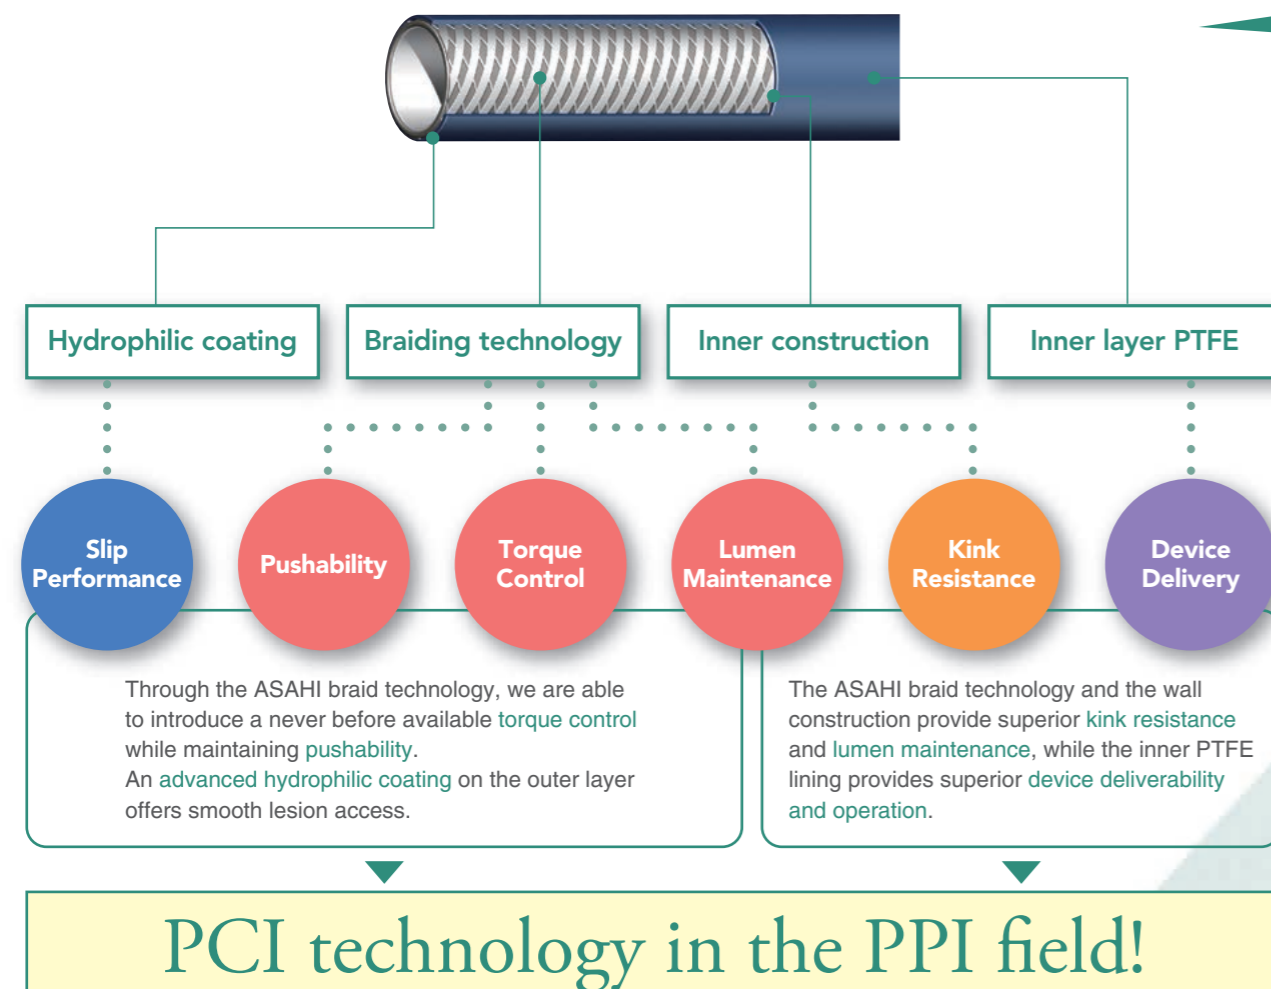 Hydrophilic coating
Braiding technology
Inner construction
Inner layer PTFE
Slip
Performance
Pushability
Torque
Control
Lumen
Maintenance
Kink
Resistance
Device
Delivery
Through the ASAHI braid technology, we are able
to introduce a never before available torque control
while maintaining pushability.
An advanced hydrophilic coating on the outer layer
offers smooth lesion access.
The ASAHI braid technology and the wall
construction provide superior kink resistance
and lumen maintenance, while the inner PTFE
lining provides superior device deliverability
and operation.
PCI technology in the PPI field!